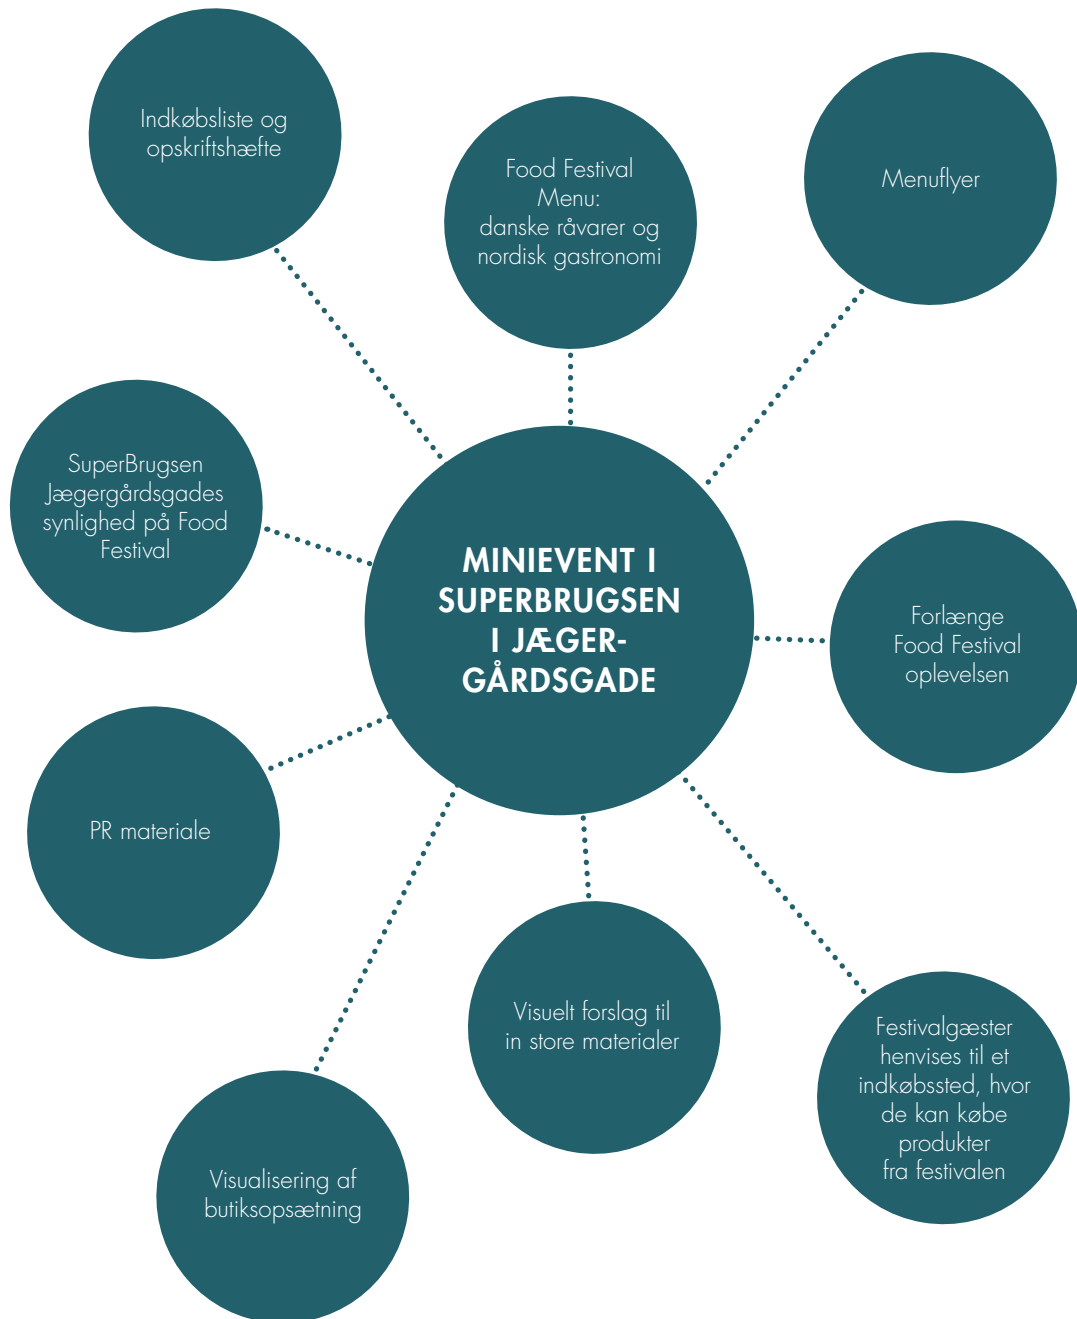 Indkøbsliste og
opskriftshæfte
Food Festival
Menu:
danske råvarer og
nordisk gastronomi
Menuflyer
SuperBrugsen
Jægergårdsgades
synlighed på Food
Festival
MINIEVENT I
SUPERBRUGSEN
I JÆGER-
GÅRDSGADE
Forlænge
Food Festival
oplevelsen
PR materiale
Visuelt forslag til
in store materialer
Festivalgæster
henvises til et
indkøbssted, hvor
de kan købe
produkter
fra festivalen
Visualisering af
butiksopsætning